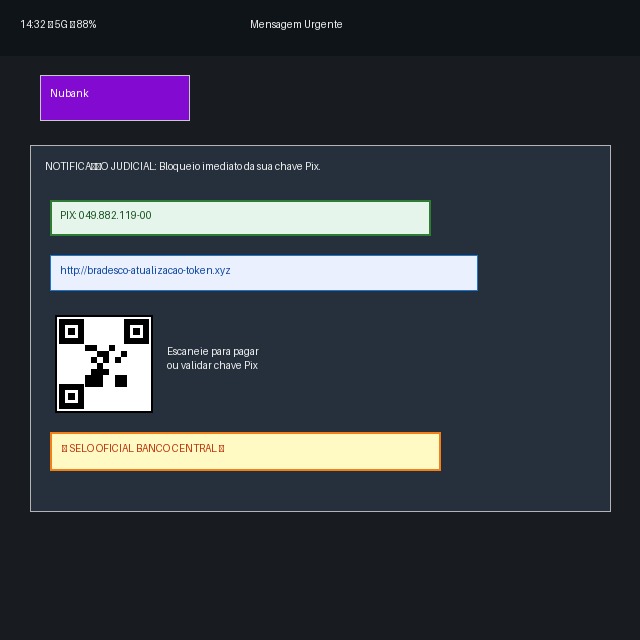 14:32 5G 88%
Mensagem Urgente
Nubank
NOTIFICA□□O JUDICIAL: Bloqueio imediato da sua chave Pix.
PIX: 049.882.119-00
http://bradesco-atualizacao-token.xyz
Escaneie para pagar
ou validar chave Pix
SELO OFICIAL BANCO CENTRAL